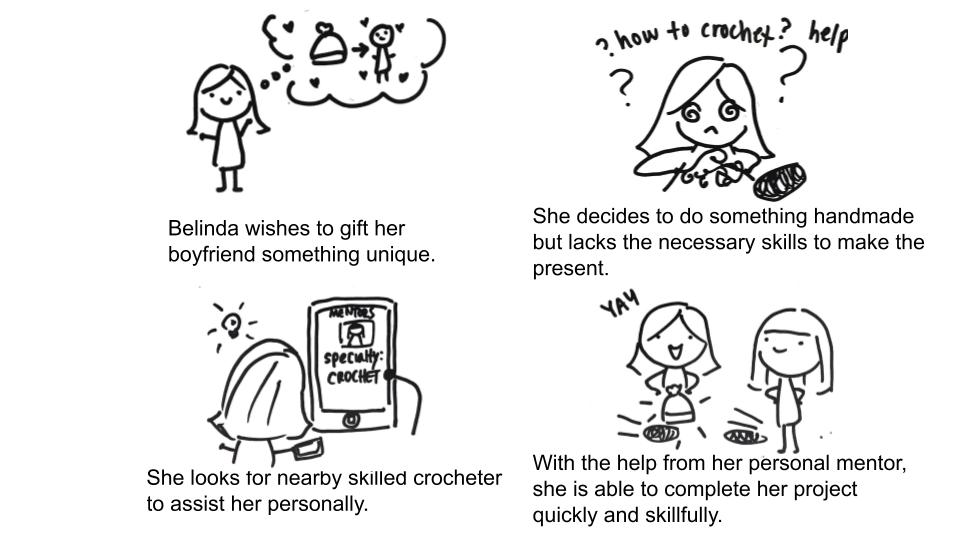 ? how to crochet? help
? ?
Belinda wishes to gift her
boyfriend something unique.
She decides to do something handmade
but lacks the necessary skills to make the
present.
MENTORS
specialty:
CROCHET
She looks for nearby skilled crocheter
to assist her personally.
YAY
With the help from her personal mentor,
she is able to complete her project
quickly and skillfully.